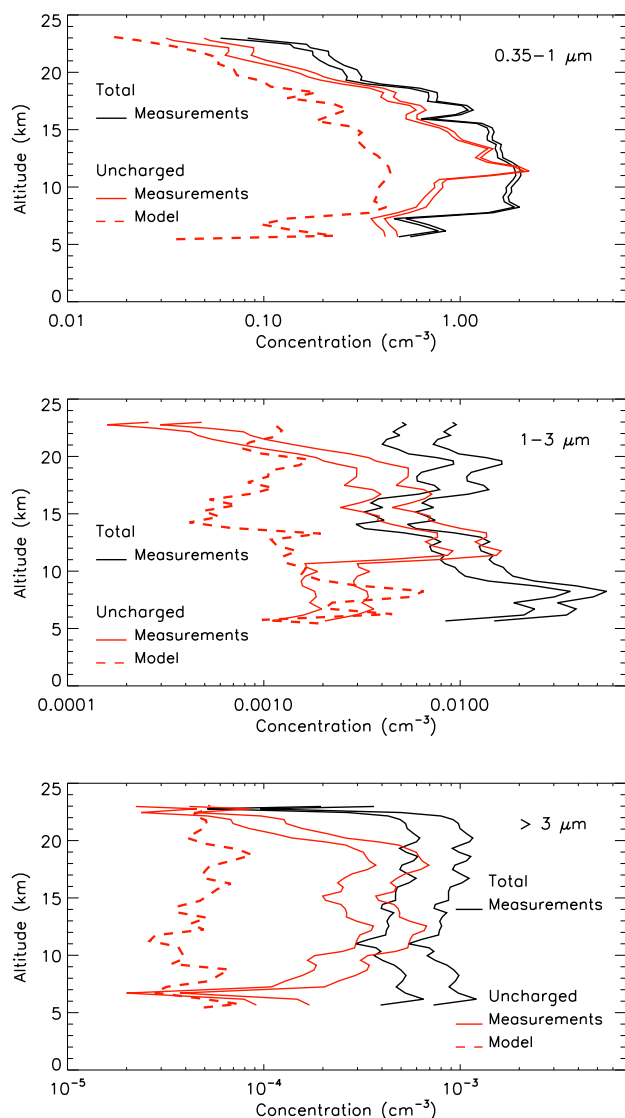 25
20
15
10
5
0
Altitude (km)
0.35−1 μm
Total
Measurements
Uncharged
Measurements
Model
0.01 0.10 1.00
Concentration (cm⁻³)
25
20
15
10
5
0
Altitude (km)
1−3 μm
Total
Measurements
Uncharged
Measurements
Model
0.0001 0.0010 0.0100
Concentration (cm⁻³)
25
20
15
10
5
0
Altitude (km)
> 3 μm
Total
Measurements
Uncharged
Measurements
Model
10⁻⁵ 10⁻⁴ 10⁻³
Concentration (cm⁻³)